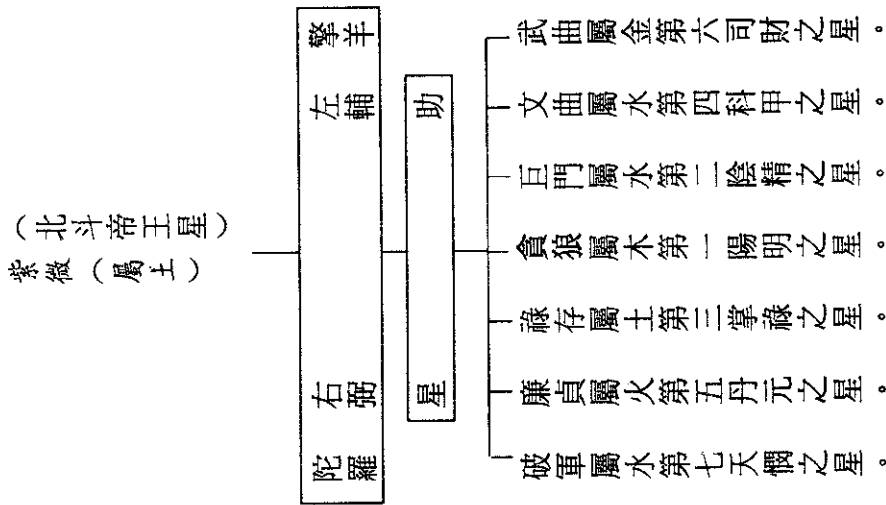 （北斗帝王星）
紫微（屬土）
擎羊
左輔
右弼
陀羅
助星
武曲屬金第六司財之星。
文曲屬水第四科甲之星。
巨門屬水第二陰精之星。
貪狼屬木第一陽明之星。
祿存屬土第三掌祿之星。
廉貞屬火第五丹元之星。
破軍屬水第七天憫之星。